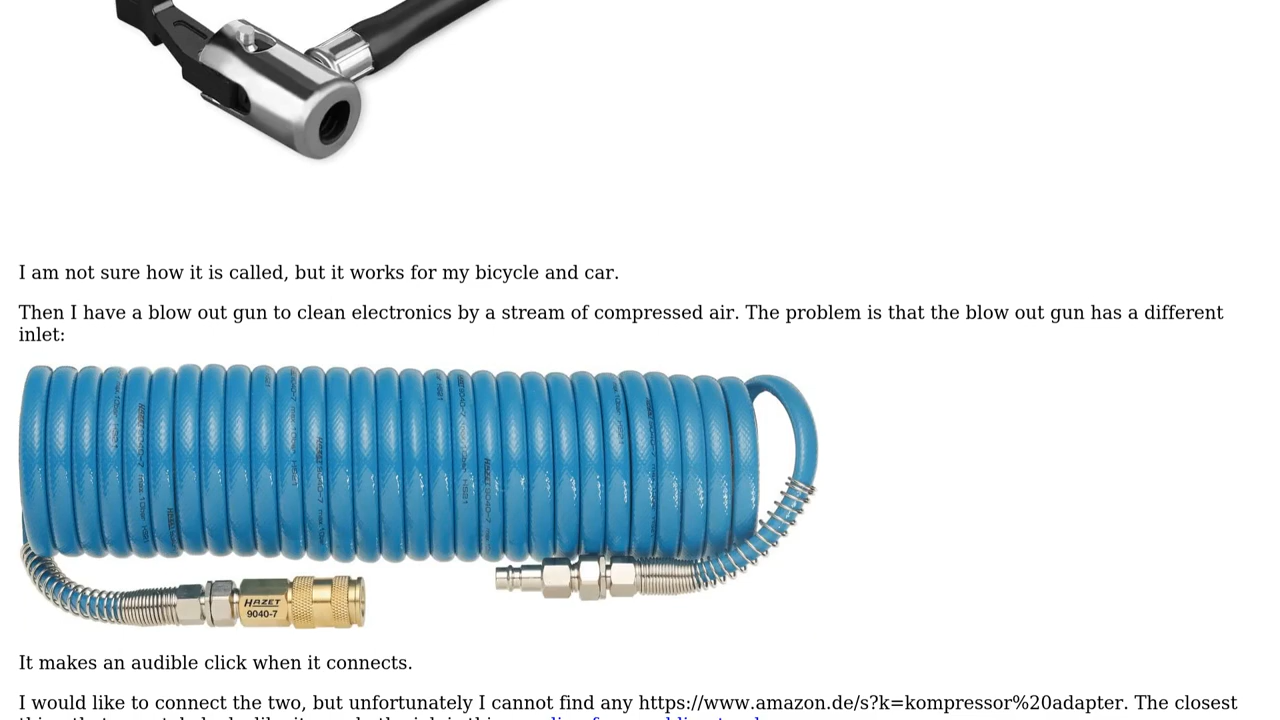 I am not sure how it is called, but it works for my bicycle and car.
Then I have a blow out gun to clean electronics by a stream of compressed air. The problem is that the blow out gun has a different
inlet:
HAZET
9040-7
It makes an audible click when it connects.
I would like to connect the two, but unfortunately I cannot find any https://www.amazon.de/s?k=kompressor%20adapter. The closest